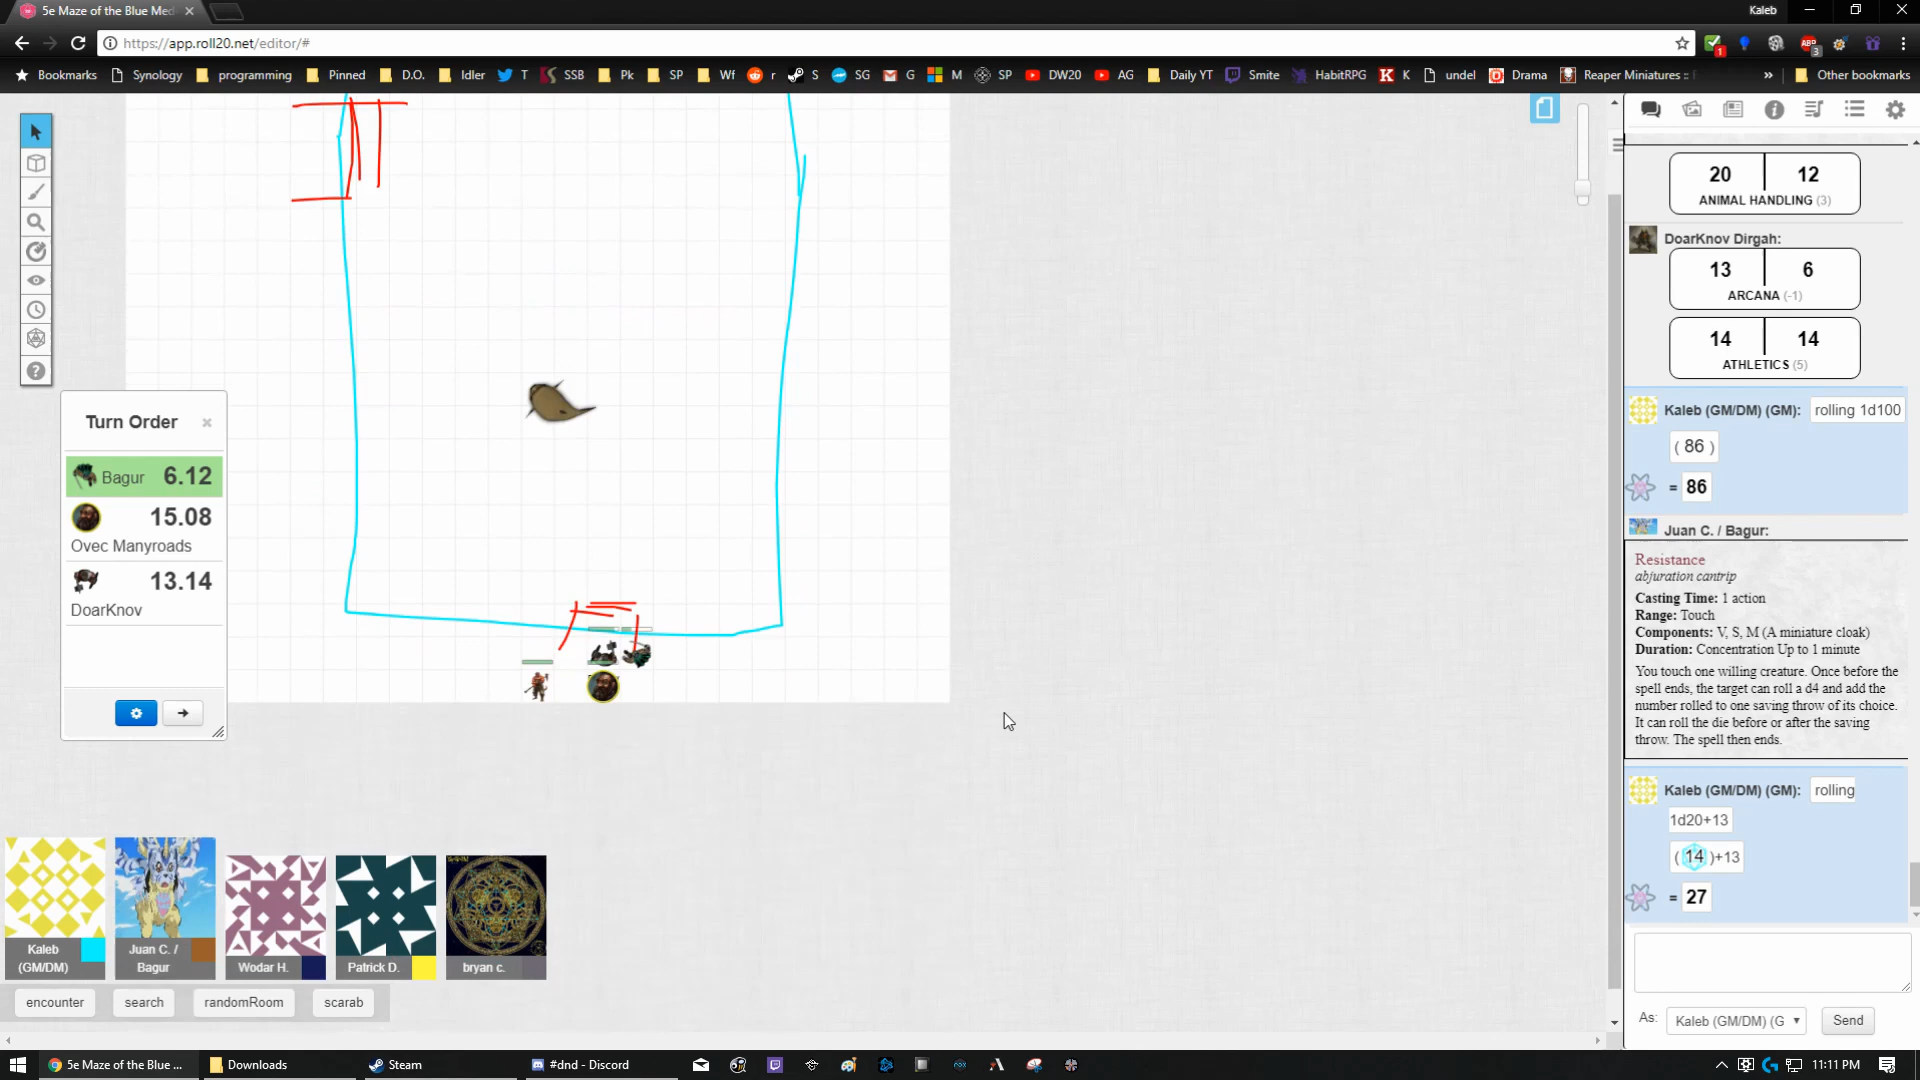 5e Maze of the Blue Med
Kaleb
https://app.roll20.net/editor/#
1
ABP
3
Bookmarks
Synology
programming
Pinned
D.O.
Idler
T
SSB
Pk
SP
Wf
r
S
SG
G
M
SP
DW20
AG
Daily YT
Smite
HabitRPG
K
undel
Drama
Reaper Miniatures ::
»
Other bookmarks
Turn Order
Bagur 6.12
15.08
Ovec Manyroads
13.14
DoarKnov
20 12
ANIMAL HANDLING (3)
DoarKnov Dirgah:
13 6
ARCANA (-1)
14 14
ATHLETICS (5)
Kaleb (GM/DM) (GM): rolling 1d100
( 86 )
= 86
Juan C. / Bagur:
Resistance
abjuration cantrip
Casting Time: 1 action
Range: Touch
Components: V, S, M (A miniature cloak)
Duration: Concentration Up to 1 minute
You touch one willing creature. Once before the
spell ends, the target can roll a d4 and add the
number rolled to one saving throw of its choice.
It can roll the die before or after the saving
throw. The spell then ends.
Kaleb (GM/DM) (GM): rolling
1d20+13
( 14 )+13
= 27
As: Kaleb (GM/DM) (G
Send
Kaleb
(GM/DM)
Juan C. /
Bagur
Wodar H.
Patrick D.
bryan c.
encounter
search
randomRoom
scarab
5e Maze of the Blue ...
Downloads
Steam
#dnd - Discord
11:11 PM